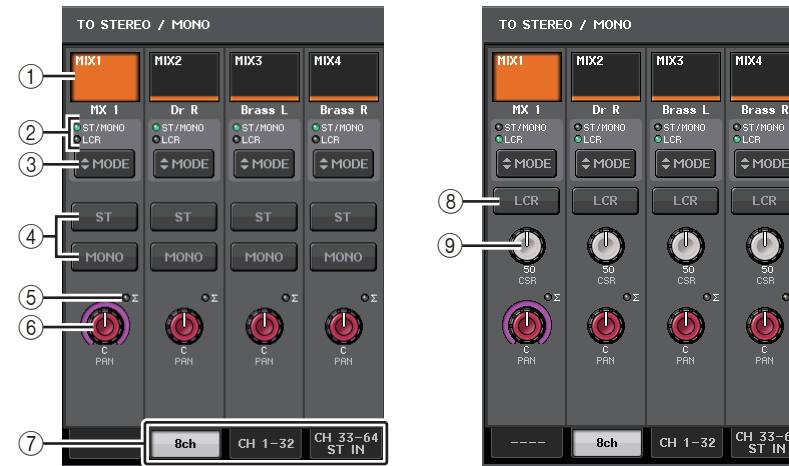 TO STEREO / MONO
MIX1 MIX2 MIX3 MIX4
①
MX 1 Dr R Brass L Brass R
② ST/MONO ST/MONO ST/MONO ST/MONO
LCR LCR LCR LCR
③ MODE MODE MODE MODE
④ ST ST ST ST
MONO MONO MONO MONO
⑤ Σ Σ Σ Σ
⑥
C C C C
PAN PAN PAN PAN
⑦ 8ch CH 1-32 CH 33-64
ST IN
TO STEREO / MONO
MIX1 MIX2 MIX3 MIX4
MX 1 Dr R Brass L Brass R
ST/MONO ST/MONO ST/MONO ST/MONO
LCR LCR LCR LCR
MODE MODE MODE MODE
⑧ LCR LCR LCR LCR
⑨
50 50 50 50
CSR CSR CSR CSR
Σ Σ Σ
C C C C
PAN PAN PAN PAN
---- 8ch CH 1-32 CH 33-6
ST IN